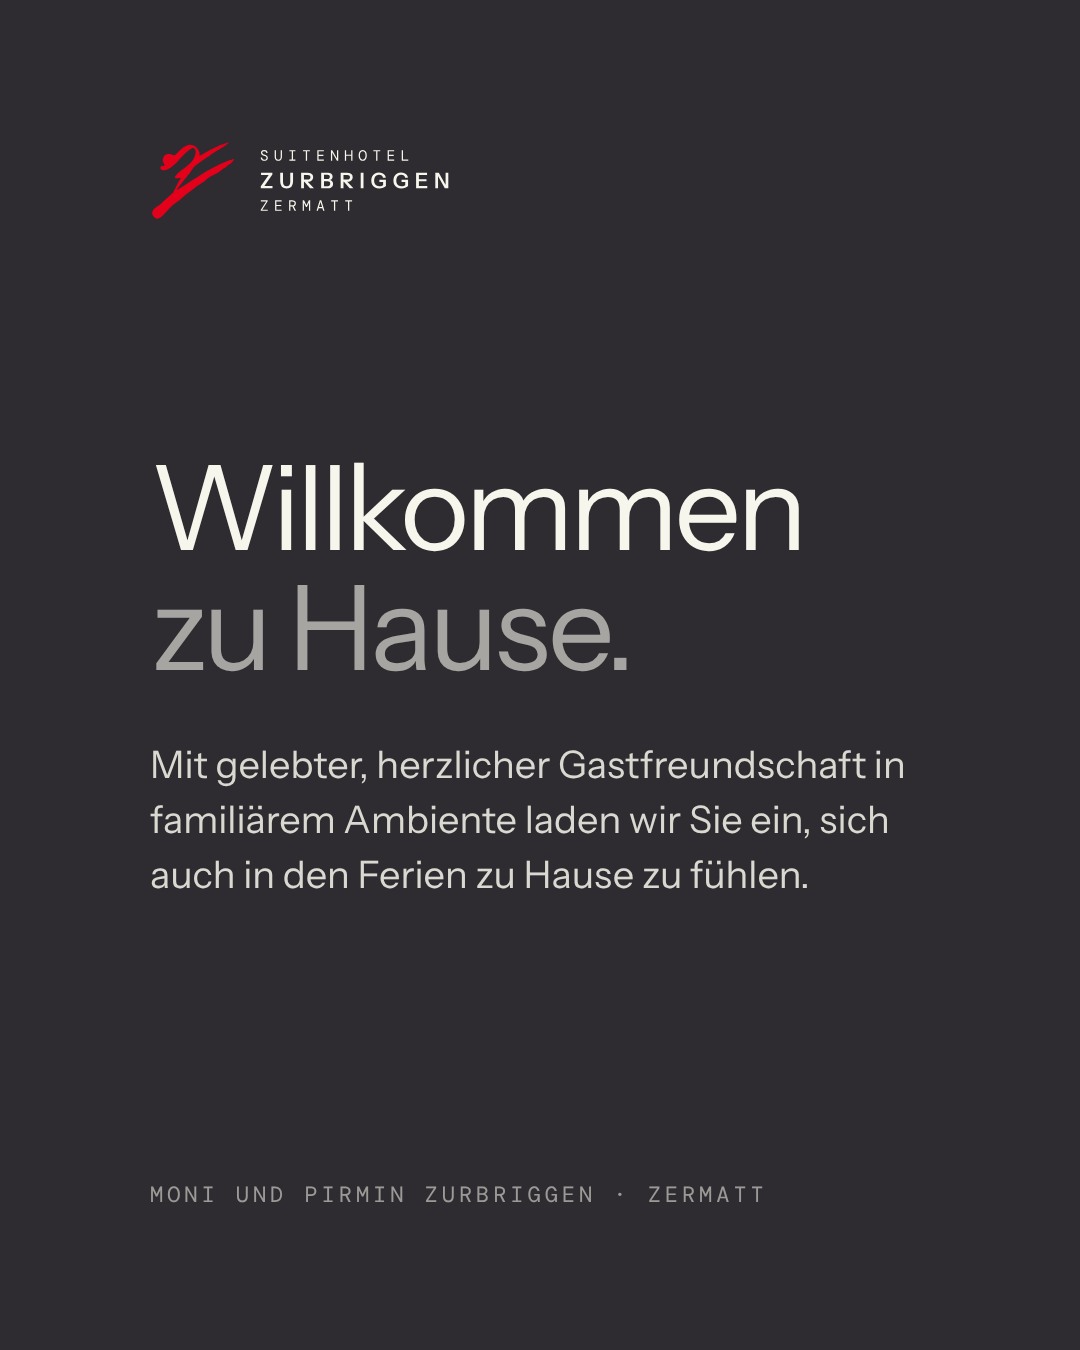 SUITENHOTEL
ZURBRIGGEN
ZERMATT
Willkommen
zu Hause.
Mit gelebter, herzlicher Gastfreundschaft in
familiärem Ambiente laden wir Sie ein, sich
auch in den Ferien zu Hause zu fühlen.
MONI UND PIRMIN ZURBRIGGEN · ZERMATT